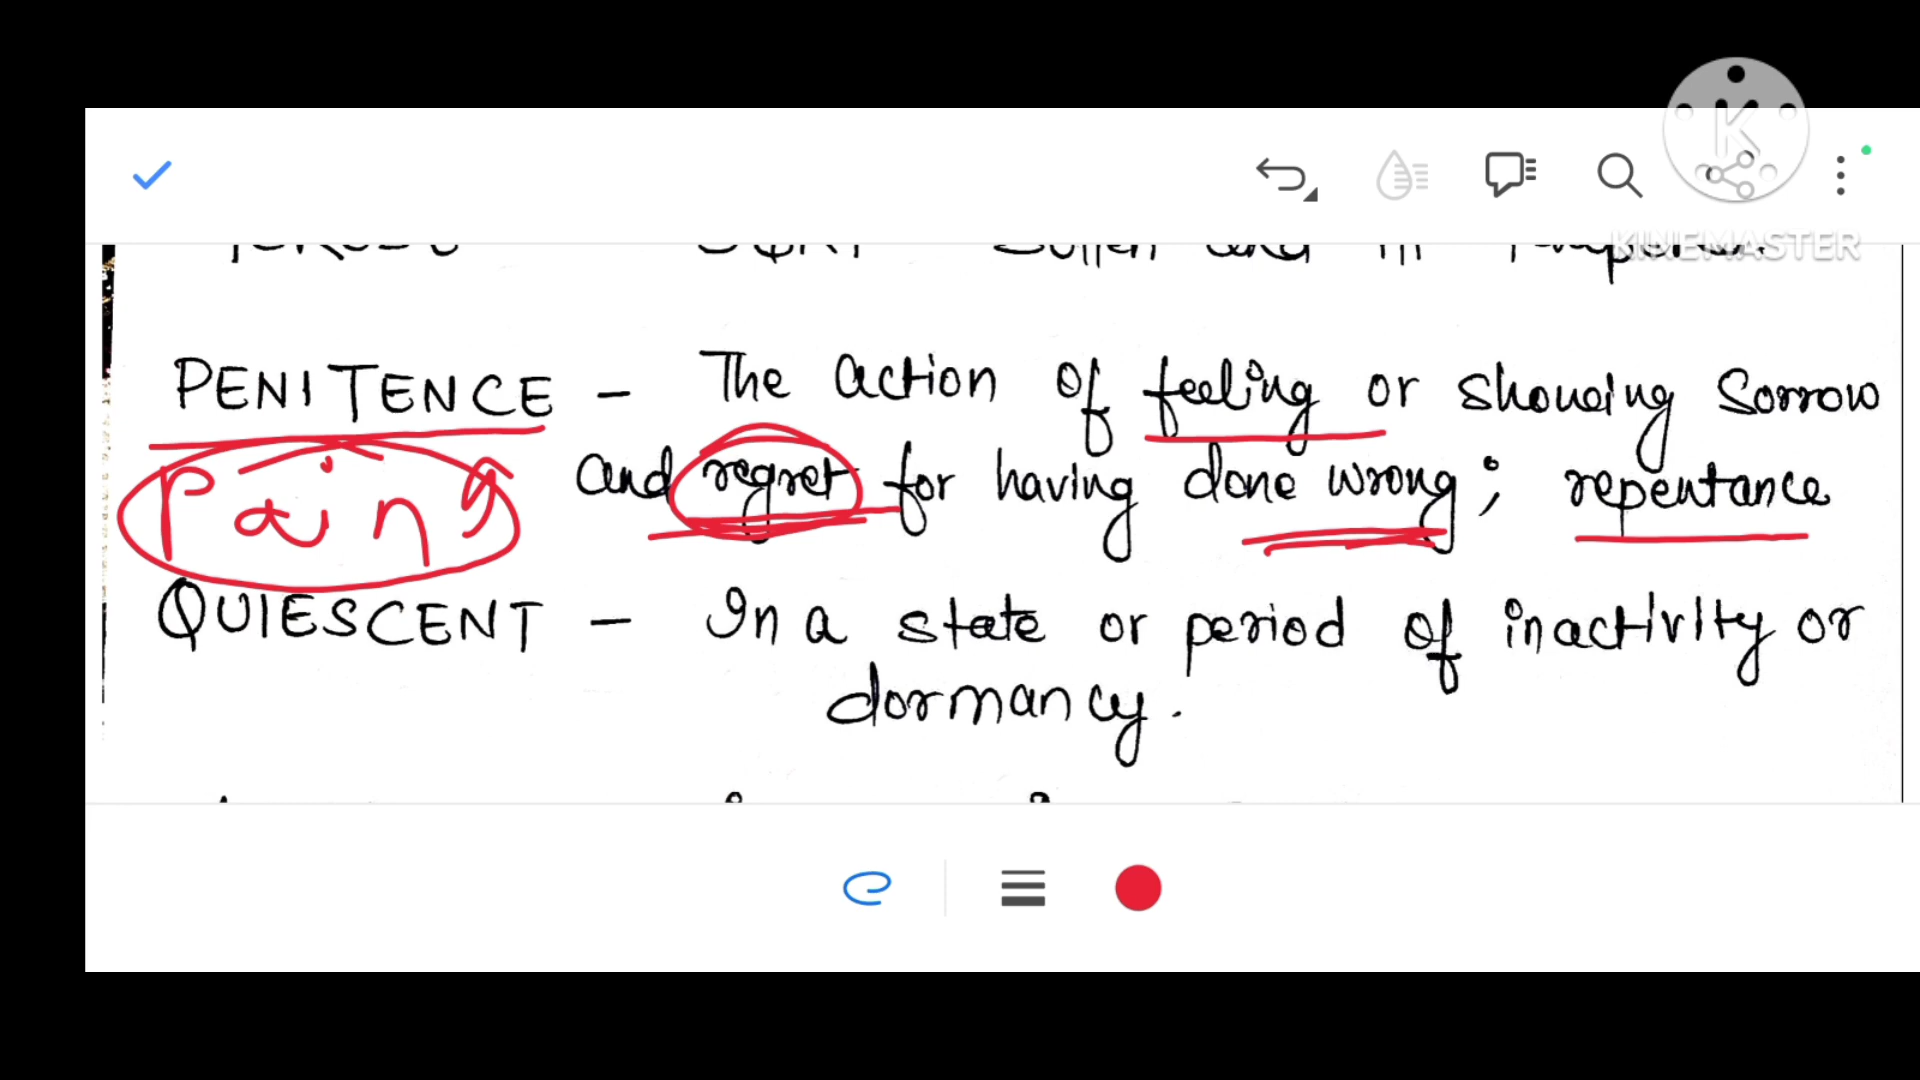 KINEMASTER
PENITENCE - The action of feeling or showing sorrow
and regret for having done wrong; repentance
QUIESCENT - In a state or period of inactivity or
dormancy.